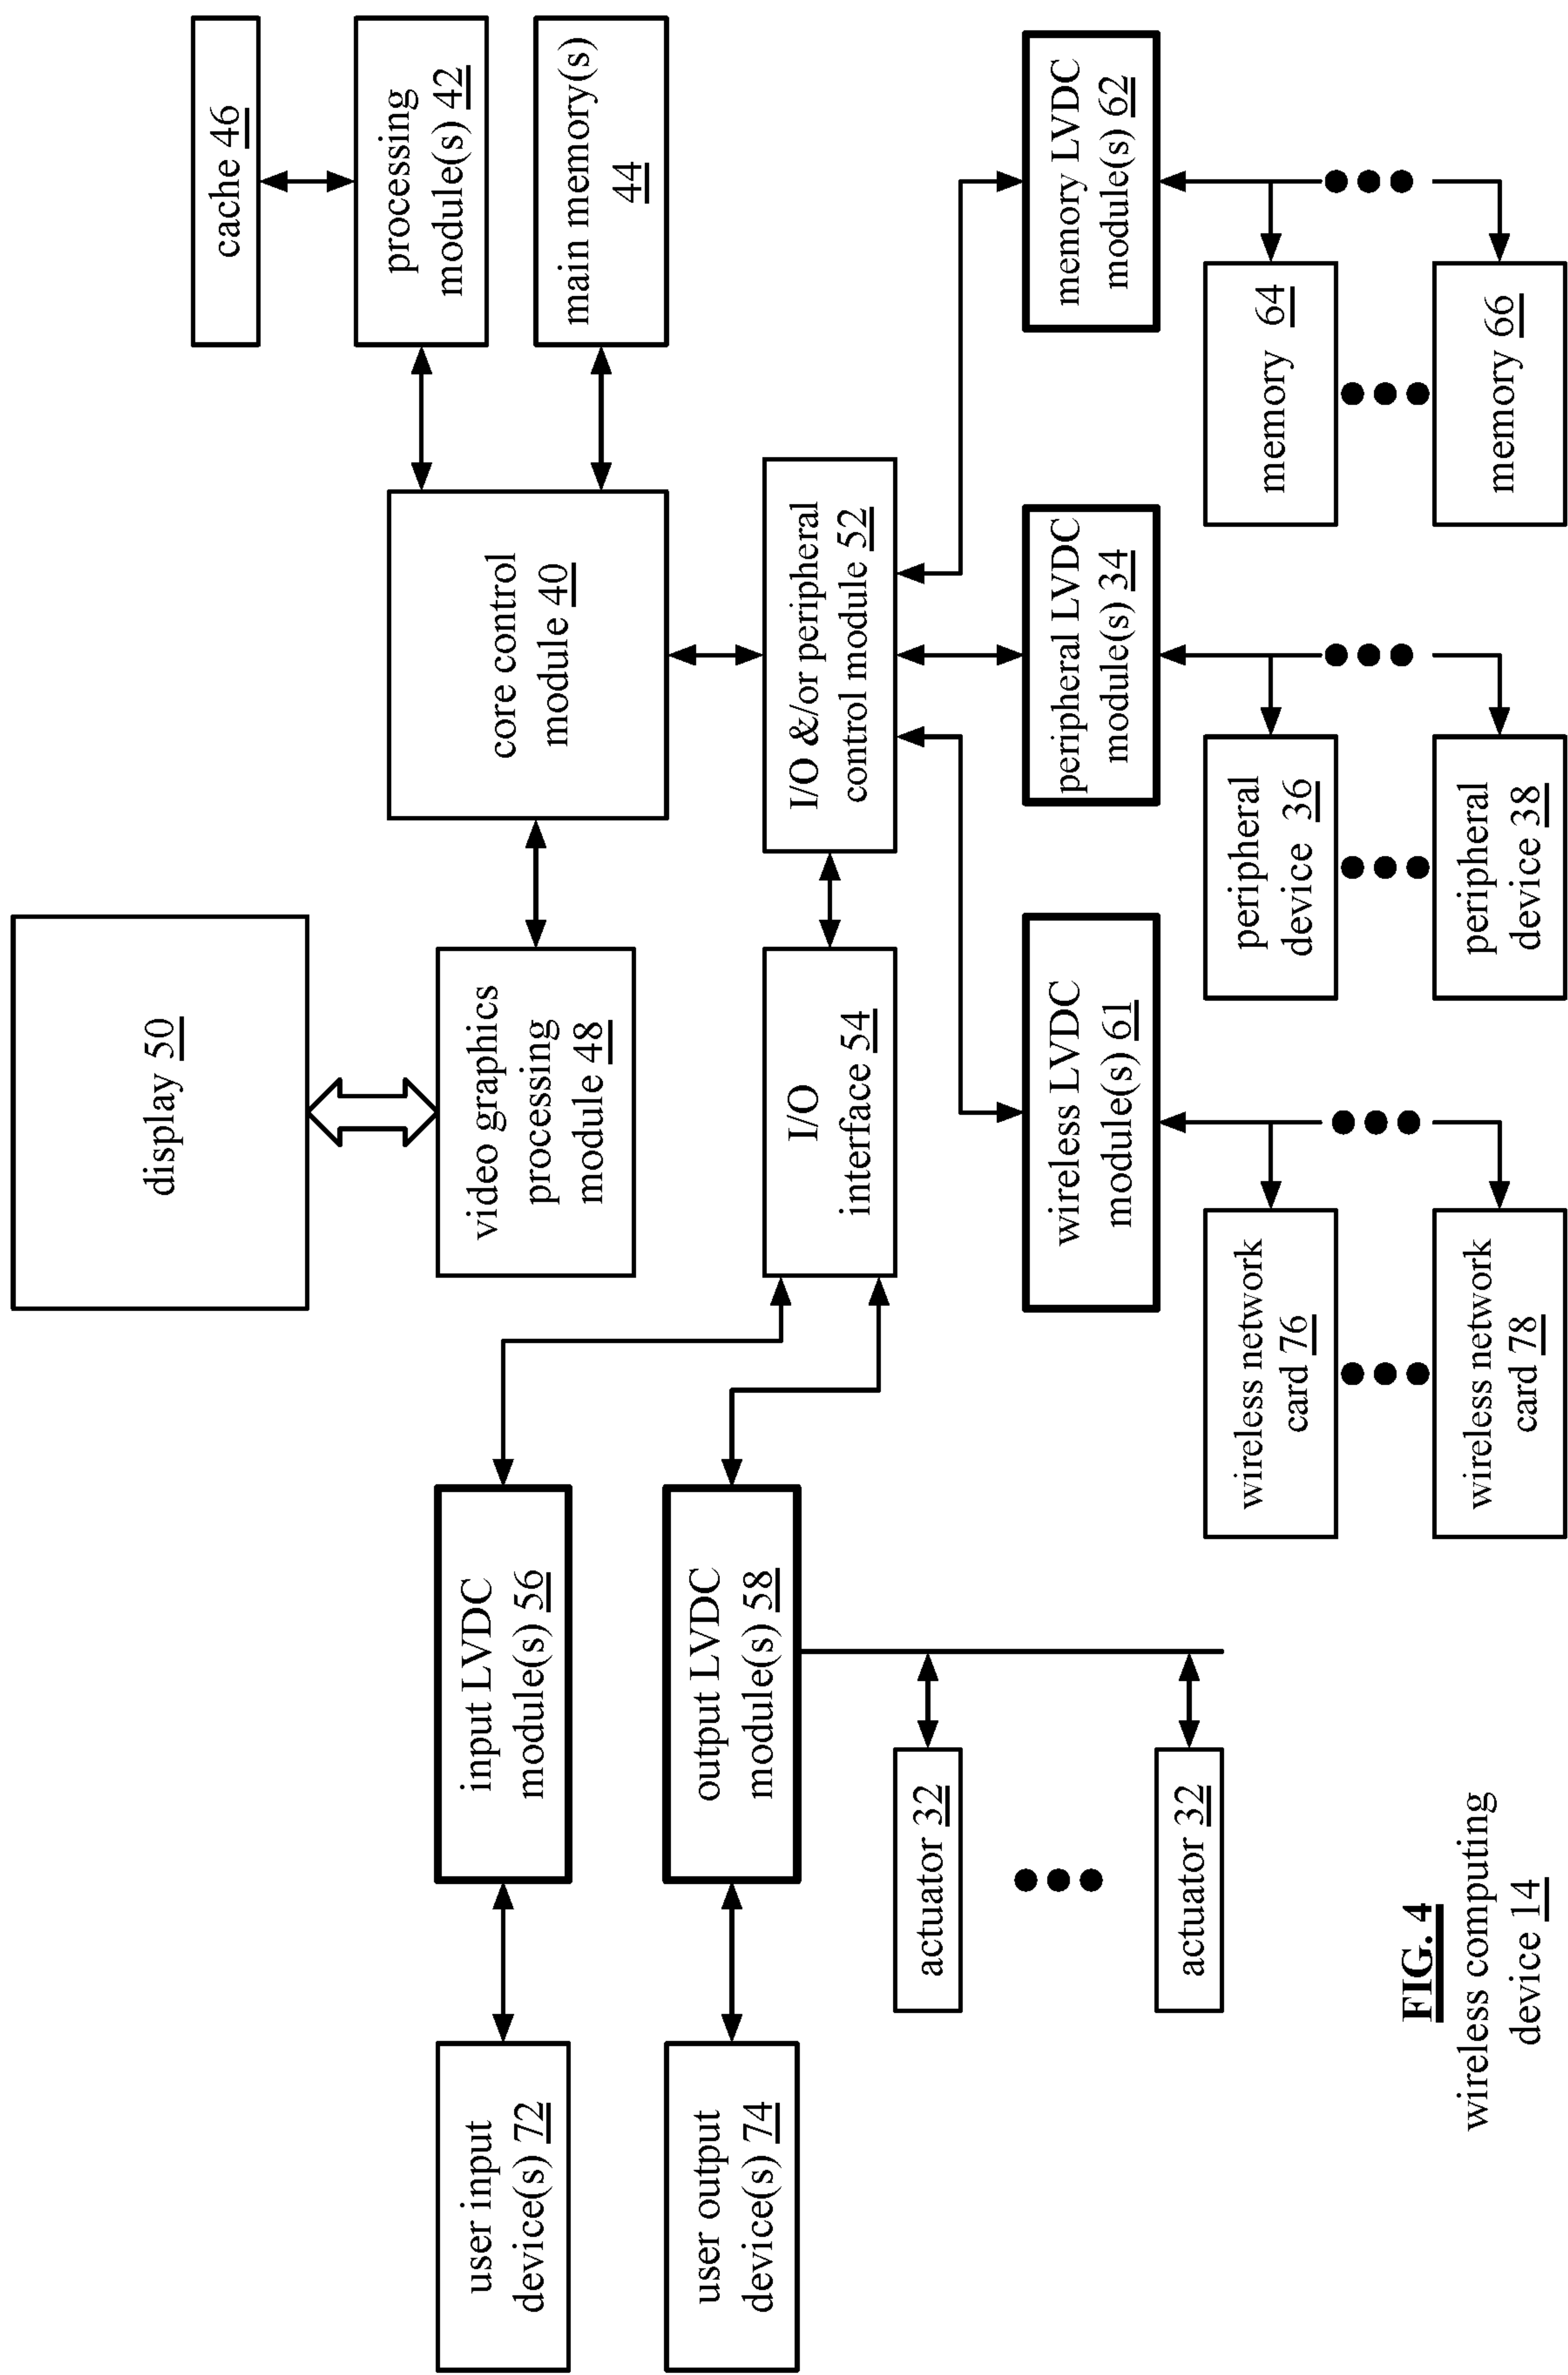 display 50
cache 46
video graphics
processing
module 48
core control
module 40
processing
module(s) 42
main memory(s)
44
user input
device(s) 72
input LVDC
module(s) 56
user output
device(s) 74
output LVDC
module(s) 58
I/O
interface 54
I/O &/or peripheral
control module 52
actuator 32
actuator 32
wireless LVDC
module(s) 61
peripheral LVDC
module(s) 34
memory LVDC
module(s) 62
wireless network
card 76
peripheral
device 36
memory 64
wireless network
card 78
peripheral
device 38
memory 66
FIG. 4
wireless computing
device 14